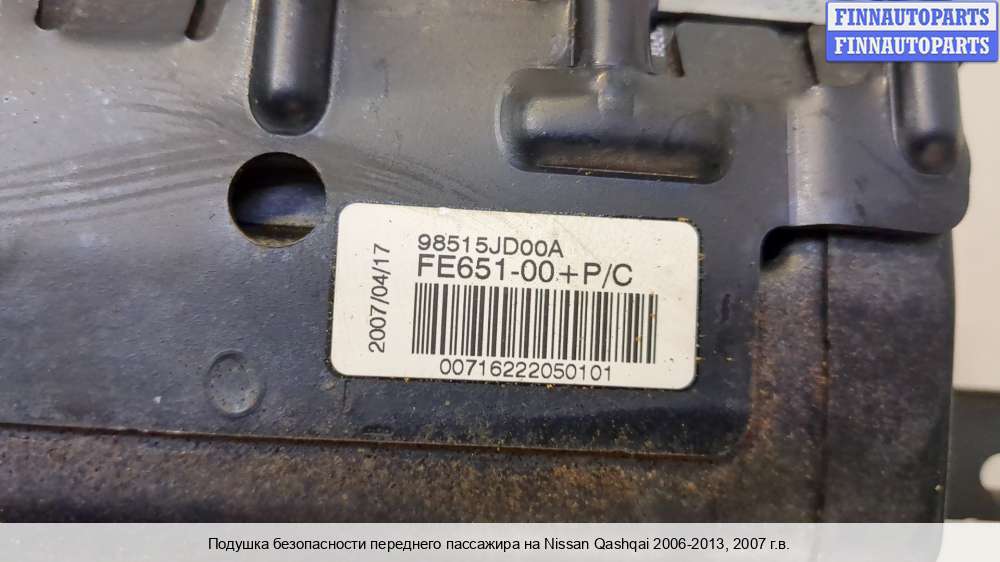 FINNAUTOPARTS
FINNAUTOPARTS
2007/04/17
98515JD00A
FE651-00+P/C
00716222050101
Подушка безопасности переднего пассажира на Nissan Qashqai 2006-2013, 2007 г.в.